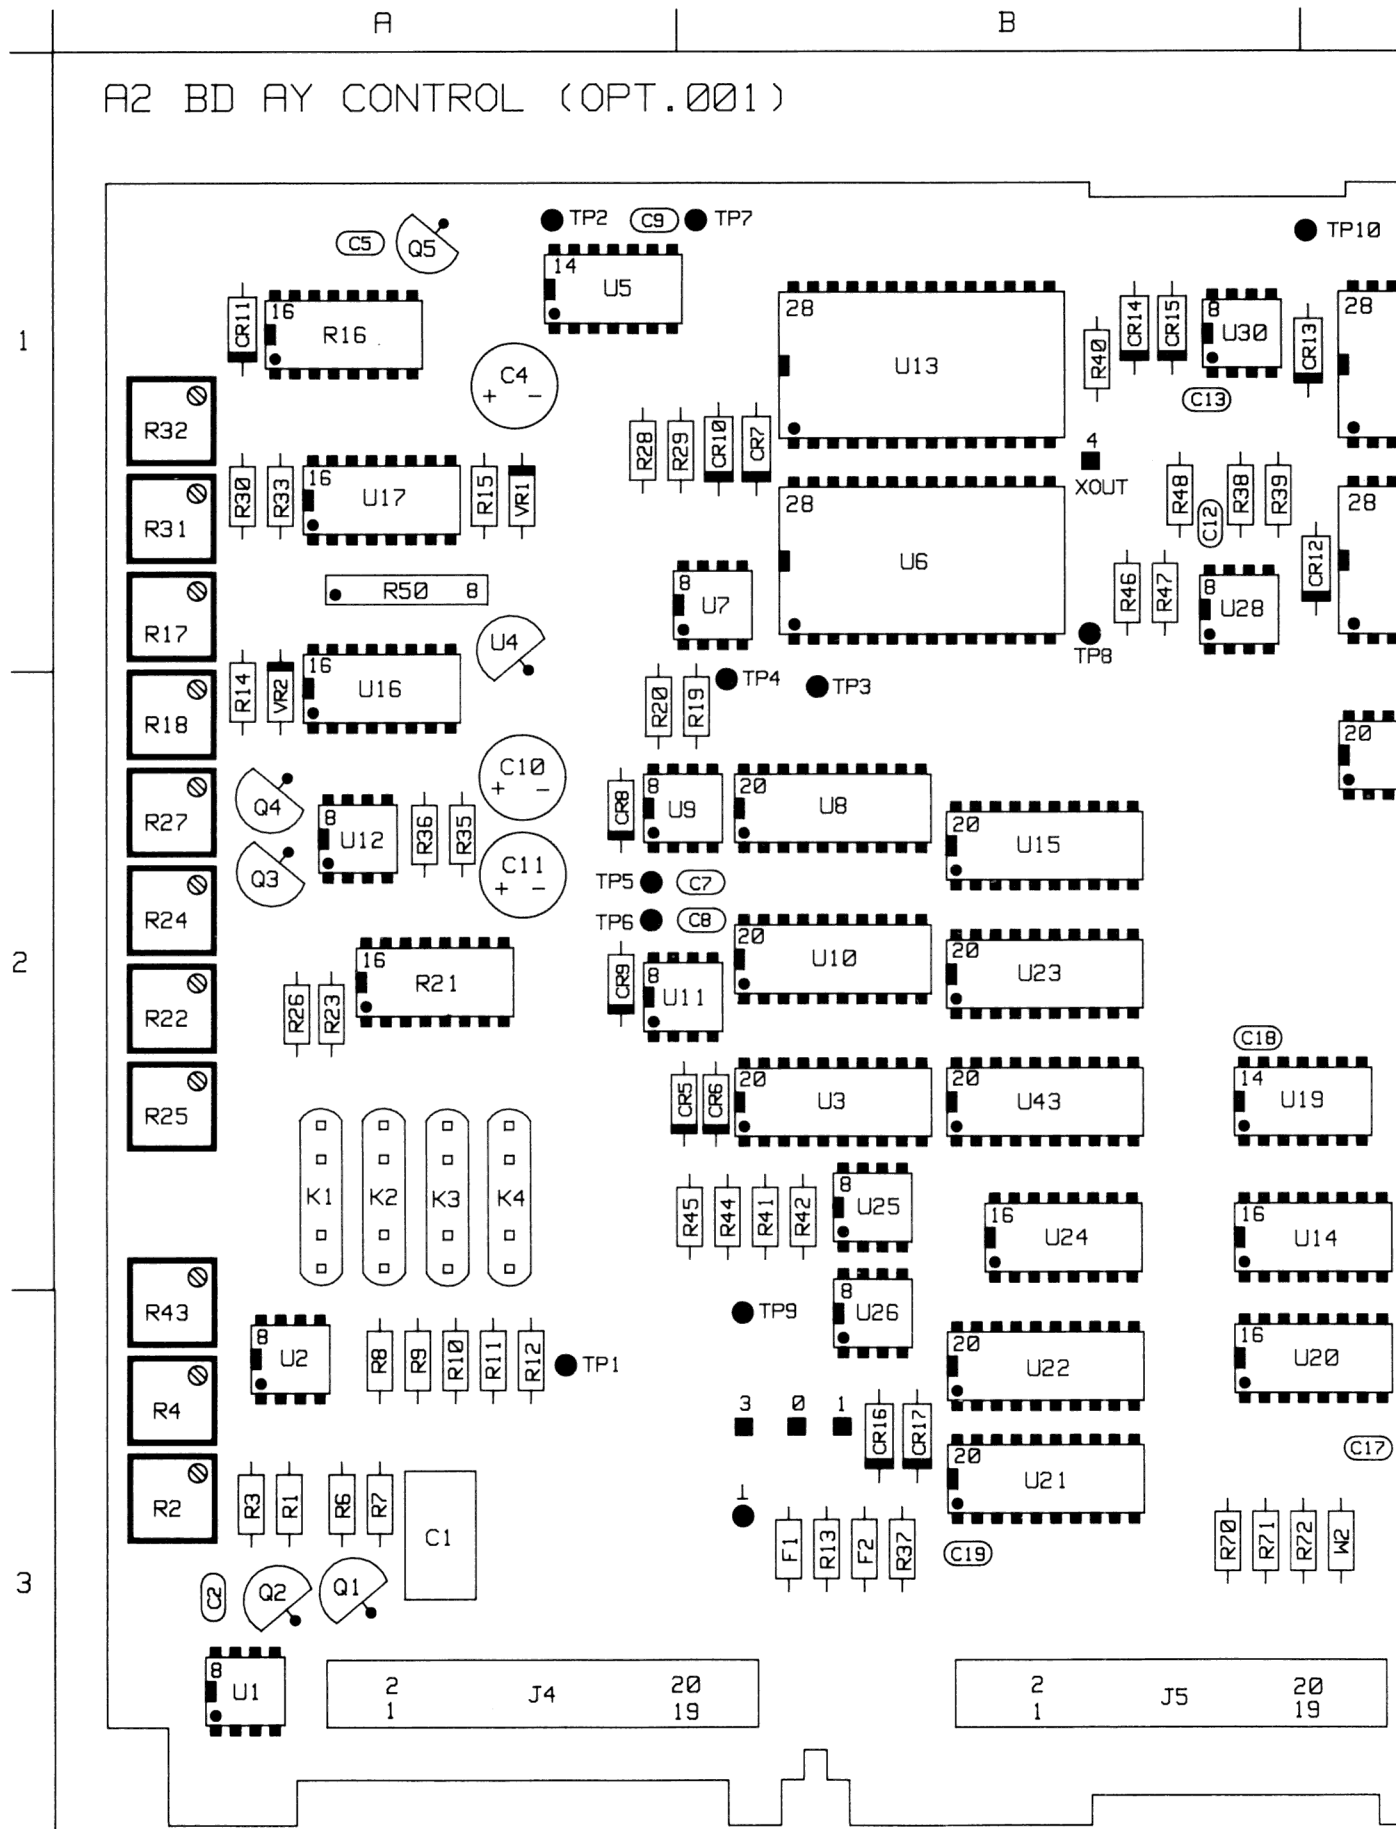 A B
A2 BD AY CONTROL (OPT.001)
TP2 C9 TP7 TP10
C5 Q5
14 U5
1
CR11 16 R16 C4 + - 28 U13 R40 CR14 CR15 8 U30 CR13 28
C13
R32 R28 R29 CR10 CR7 4
XOUT
R31 R30 R33 16 U17 R15 VR1 28 U6 R48 C12 R38 R39 28
R50 8 8 U7 R46 R47 8 U28 CR12
R17 U4 TP8
R18 R14 VR2 16 U16 R20 R19 TP4 TP3
20
R27 Q4 8 U12 R36 R35 C10 + - CR8 8 U9 20 U8 20 U15
Q3 C11 + - TP5 C7
R24 TP6 C8
2
R26 R23 16 R21 CR9 8 U11 20 U10 20 U23
R22 C18
R25 CR5 CR6 20 U3 20 U43 14 U19
K1 K2 K3 K4 R45 R44 R41 R42 8 U25 16 U24 16 U14
R43 TP9 8 U26
8 U2 R8 R9 R10 R11 R12 TP1 20 U22 16 U20
R4 3 0 1 CR16 CR17 C17
20 U21
R2 R3 R1 R6 R7 C1 F1 R13 F2 R37 C19 R70 R71 R72 W2
3
C2 Q2 Q1
8 U1 2 J4 20 2 J5 20
1 19 1 19